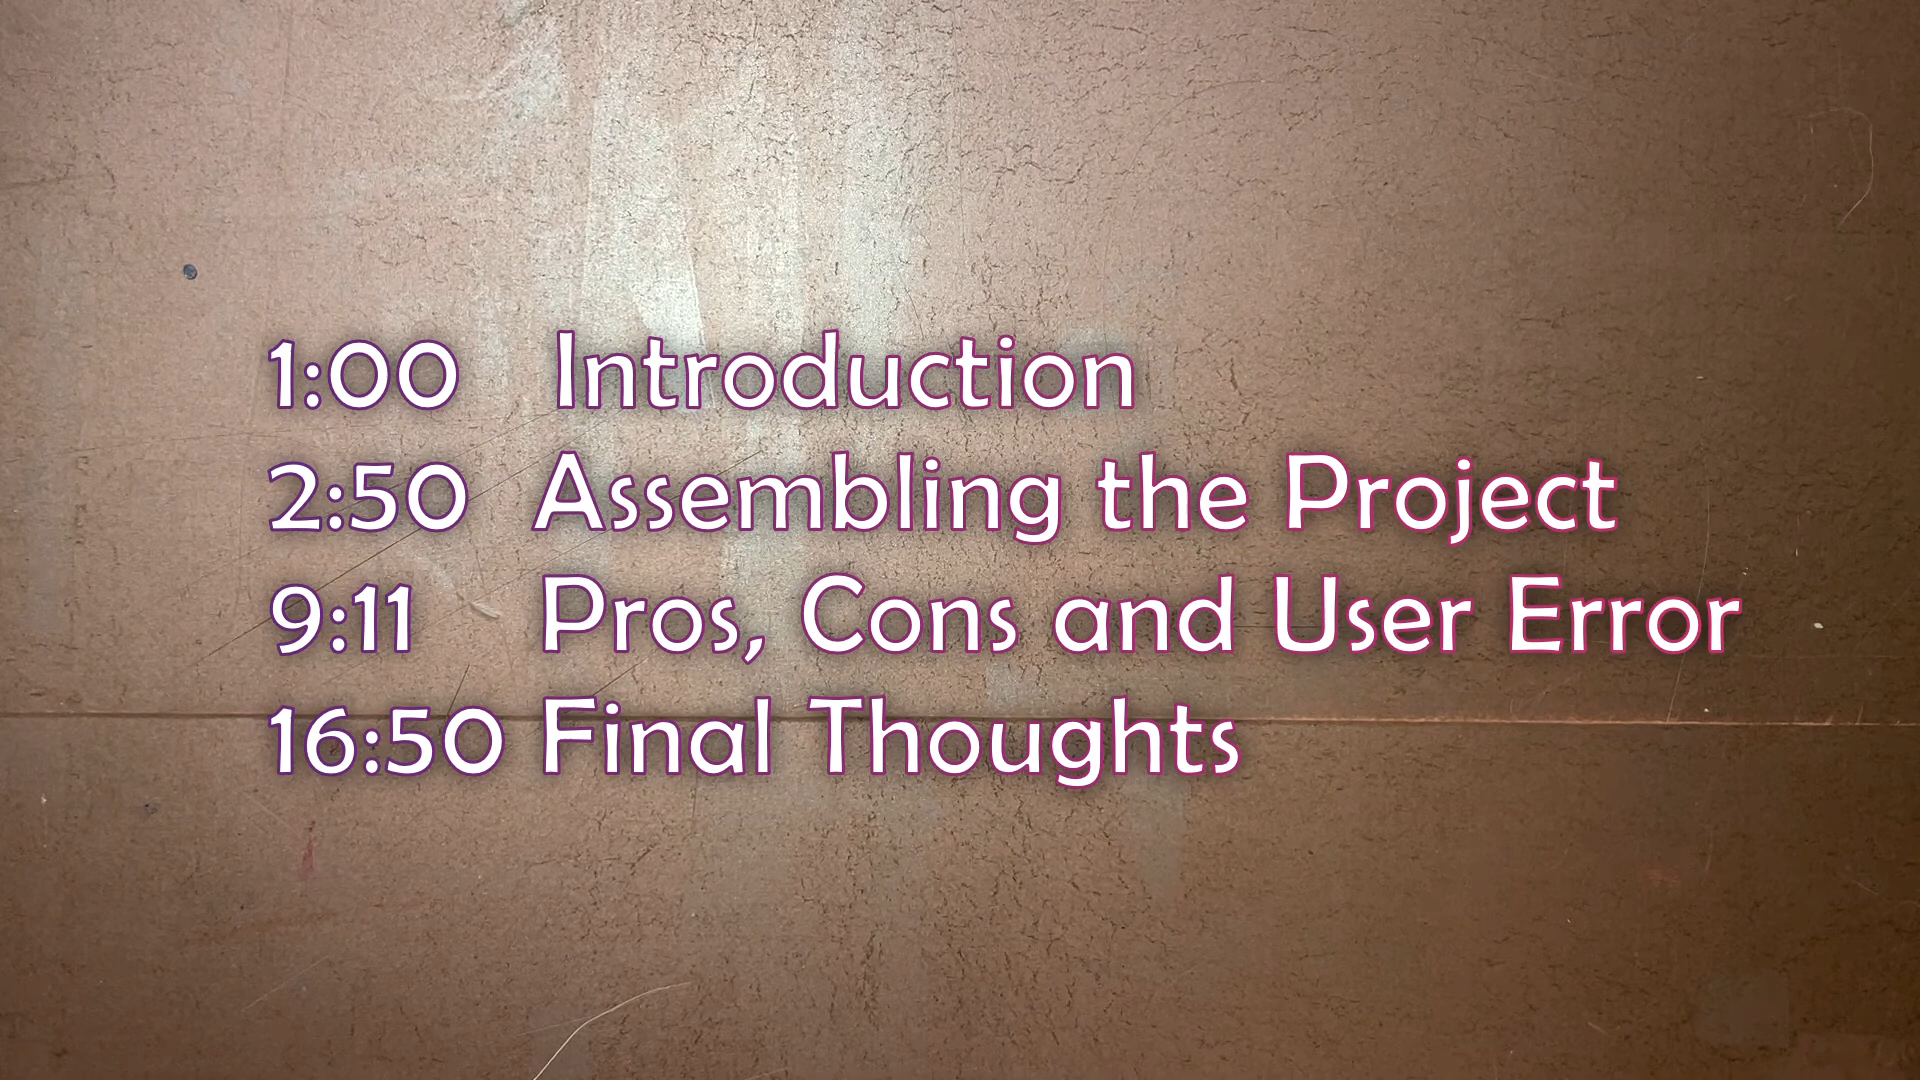 1:00 Introduction
2:50 Assembling the Project
9:11 Pros, Cons and User Error
16:50 Final Thoughts